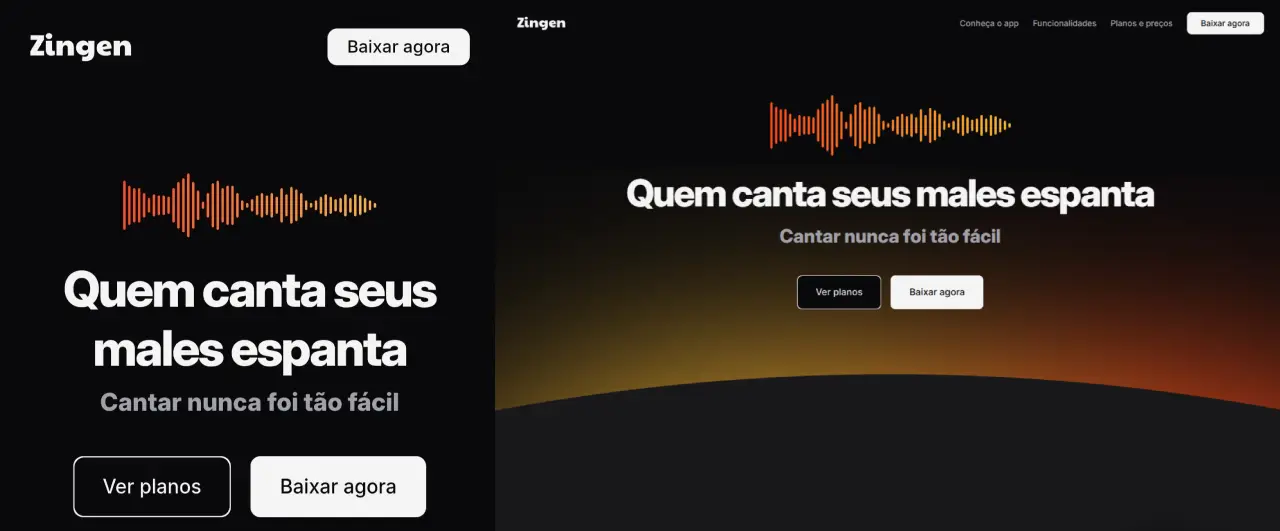 Zingen
Baixar agora
Quem canta seus
males espanta
Cantar nunca foi tão fácil
Ver planos
Baixar agora
Zingen
Conheça o app
Funcionalidades
Planos e preços
Baixar agora
Quem canta seus males espanta
Cantar nunca foi tão fácil
Ver planos
Baixar agora